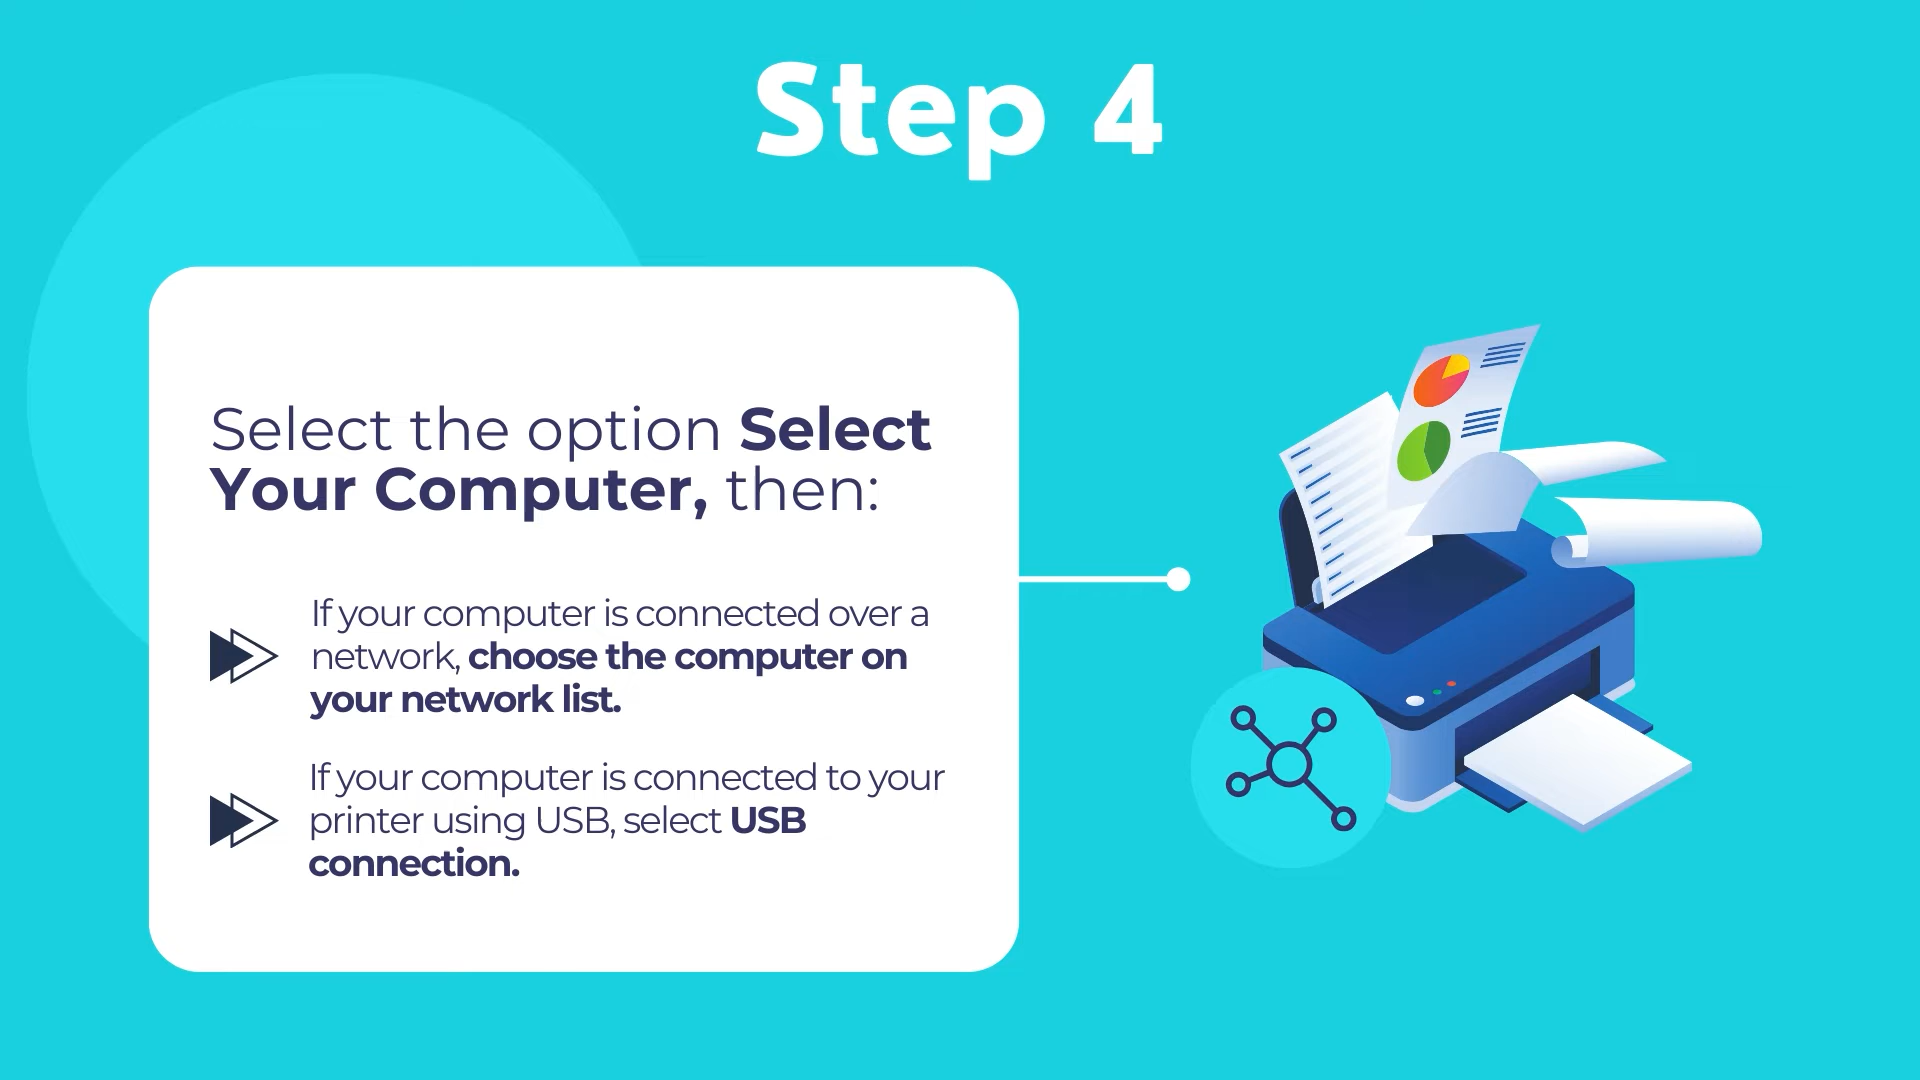 Step 4
Select the option Select
Your Computer, then:
If your computer is connected over a
network, choose the computer on
your network list.
If your computer is connected to your
printer using USB, select USB
connection.